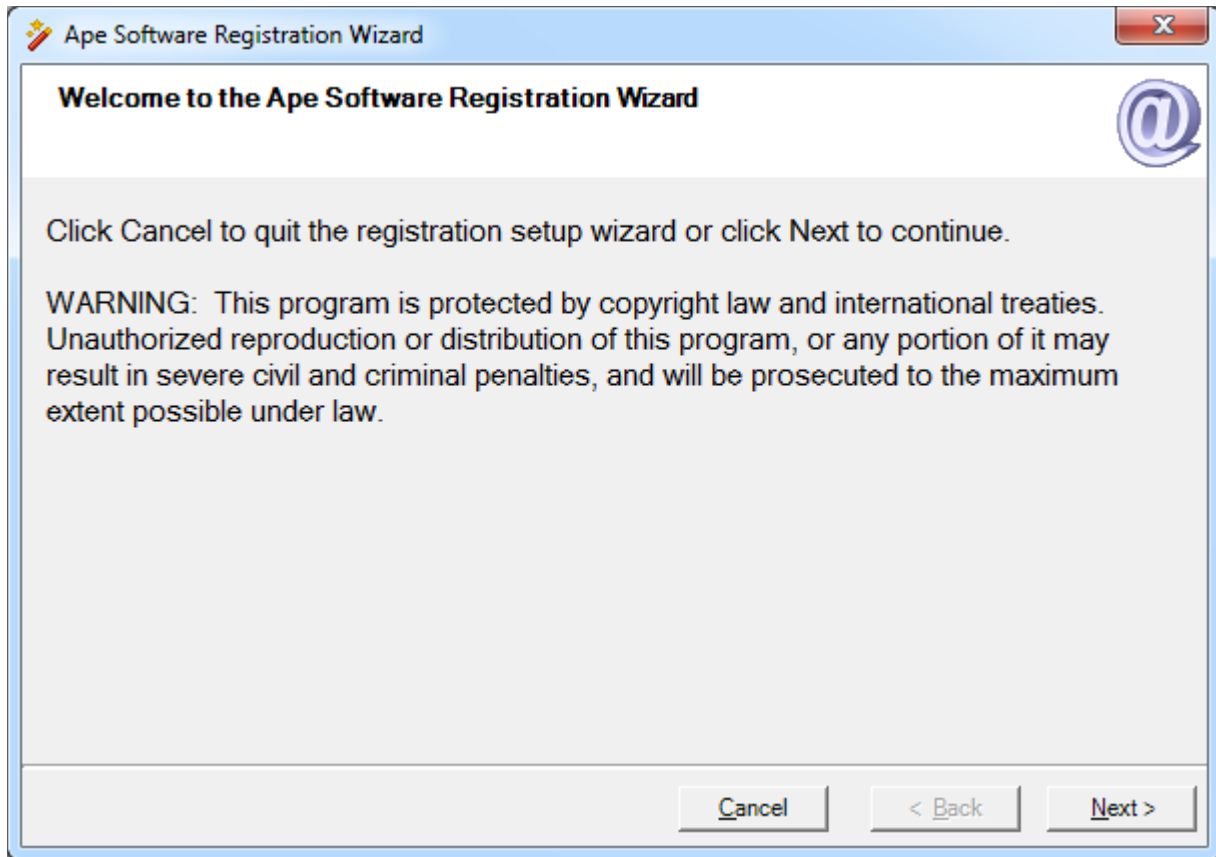 Ape Software Registration Wizard
Welcome to the Ape Software Registration Wizard
Click Cancel to quit the registration setup wizard or click Next to continue.
WARNING:  This program is protected by copyright law and international treaties.
Unauthorized reproduction or distribution of this program, or any portion of it may
result in severe civil and criminal penalties, and will be prosecuted to the maximum
extent possible under law.
Cancel
< Back
Next >